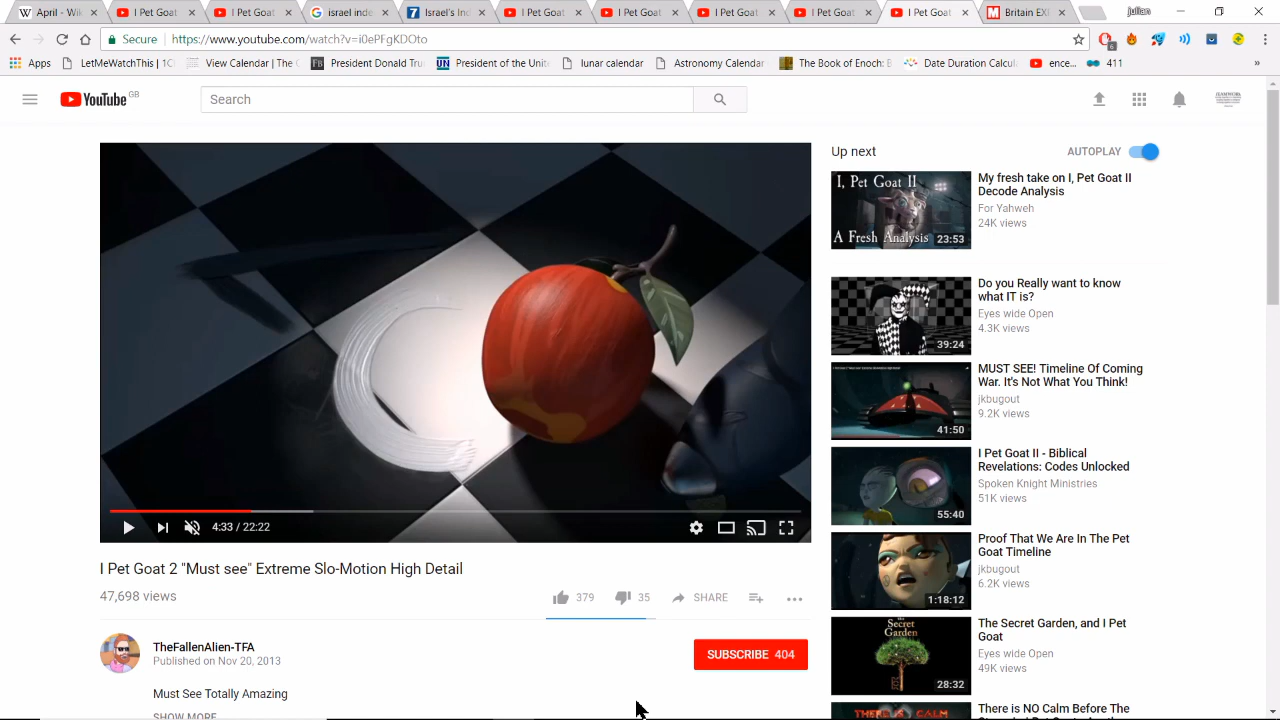 April - Wik
I Pet Goat
I Pet Goat
israel inde
Israel's Ind
I Pet Goat
I Pet Goat
I Pet Goat
I Pet Goat
I Pet Goat
Britain EXI
Secure
https://www.youtube.com/watch?v=i0ePFgKDOto
Apps
LetMeWatchThis | 1C
View Calendar | The C
President Donald Tru
President of the Unit
lunar calendar
Astronomy Calendar
The Book of Enoch: B
Date Duration Calcul
ence...
411
YouTube GB
Search
4:33 / 22:22
I Pet Goat 2 "Must see" Extreme Slo-Motion High Detail
47,698 views
379
35
SHARE
TFA
Published on Nov 20, 201
SUBSCRIBE 404
SHOW MORE
Up next
AUTOPLAY
I, Pet Goat II
A Fresh Analysis
23:53
My fresh take on I, Pet Goat II
Decode Analysis
For Yahweh
24K views
39:24
Do you Really want to know
what IT is?
Eyes wide Open
4.3K views
41:50
MUST SEE! Timeline Of Coming
War. It's Not What You Think!
jkbugout
9.2K views
55:40
I Pet Goat II - Biblical
Revelations: Codes Unlocked
Spoken Knight Ministries
51K views
1:18:12
Proof That We Are In The Pet
Goat Timeline
jkbugout
6.2K views
Secret
Garden
28:32
The Secret Garden, and I Pet
Goat
Eyes wide Open
49K views
THERE IS CALM
There is NO Calm Before The